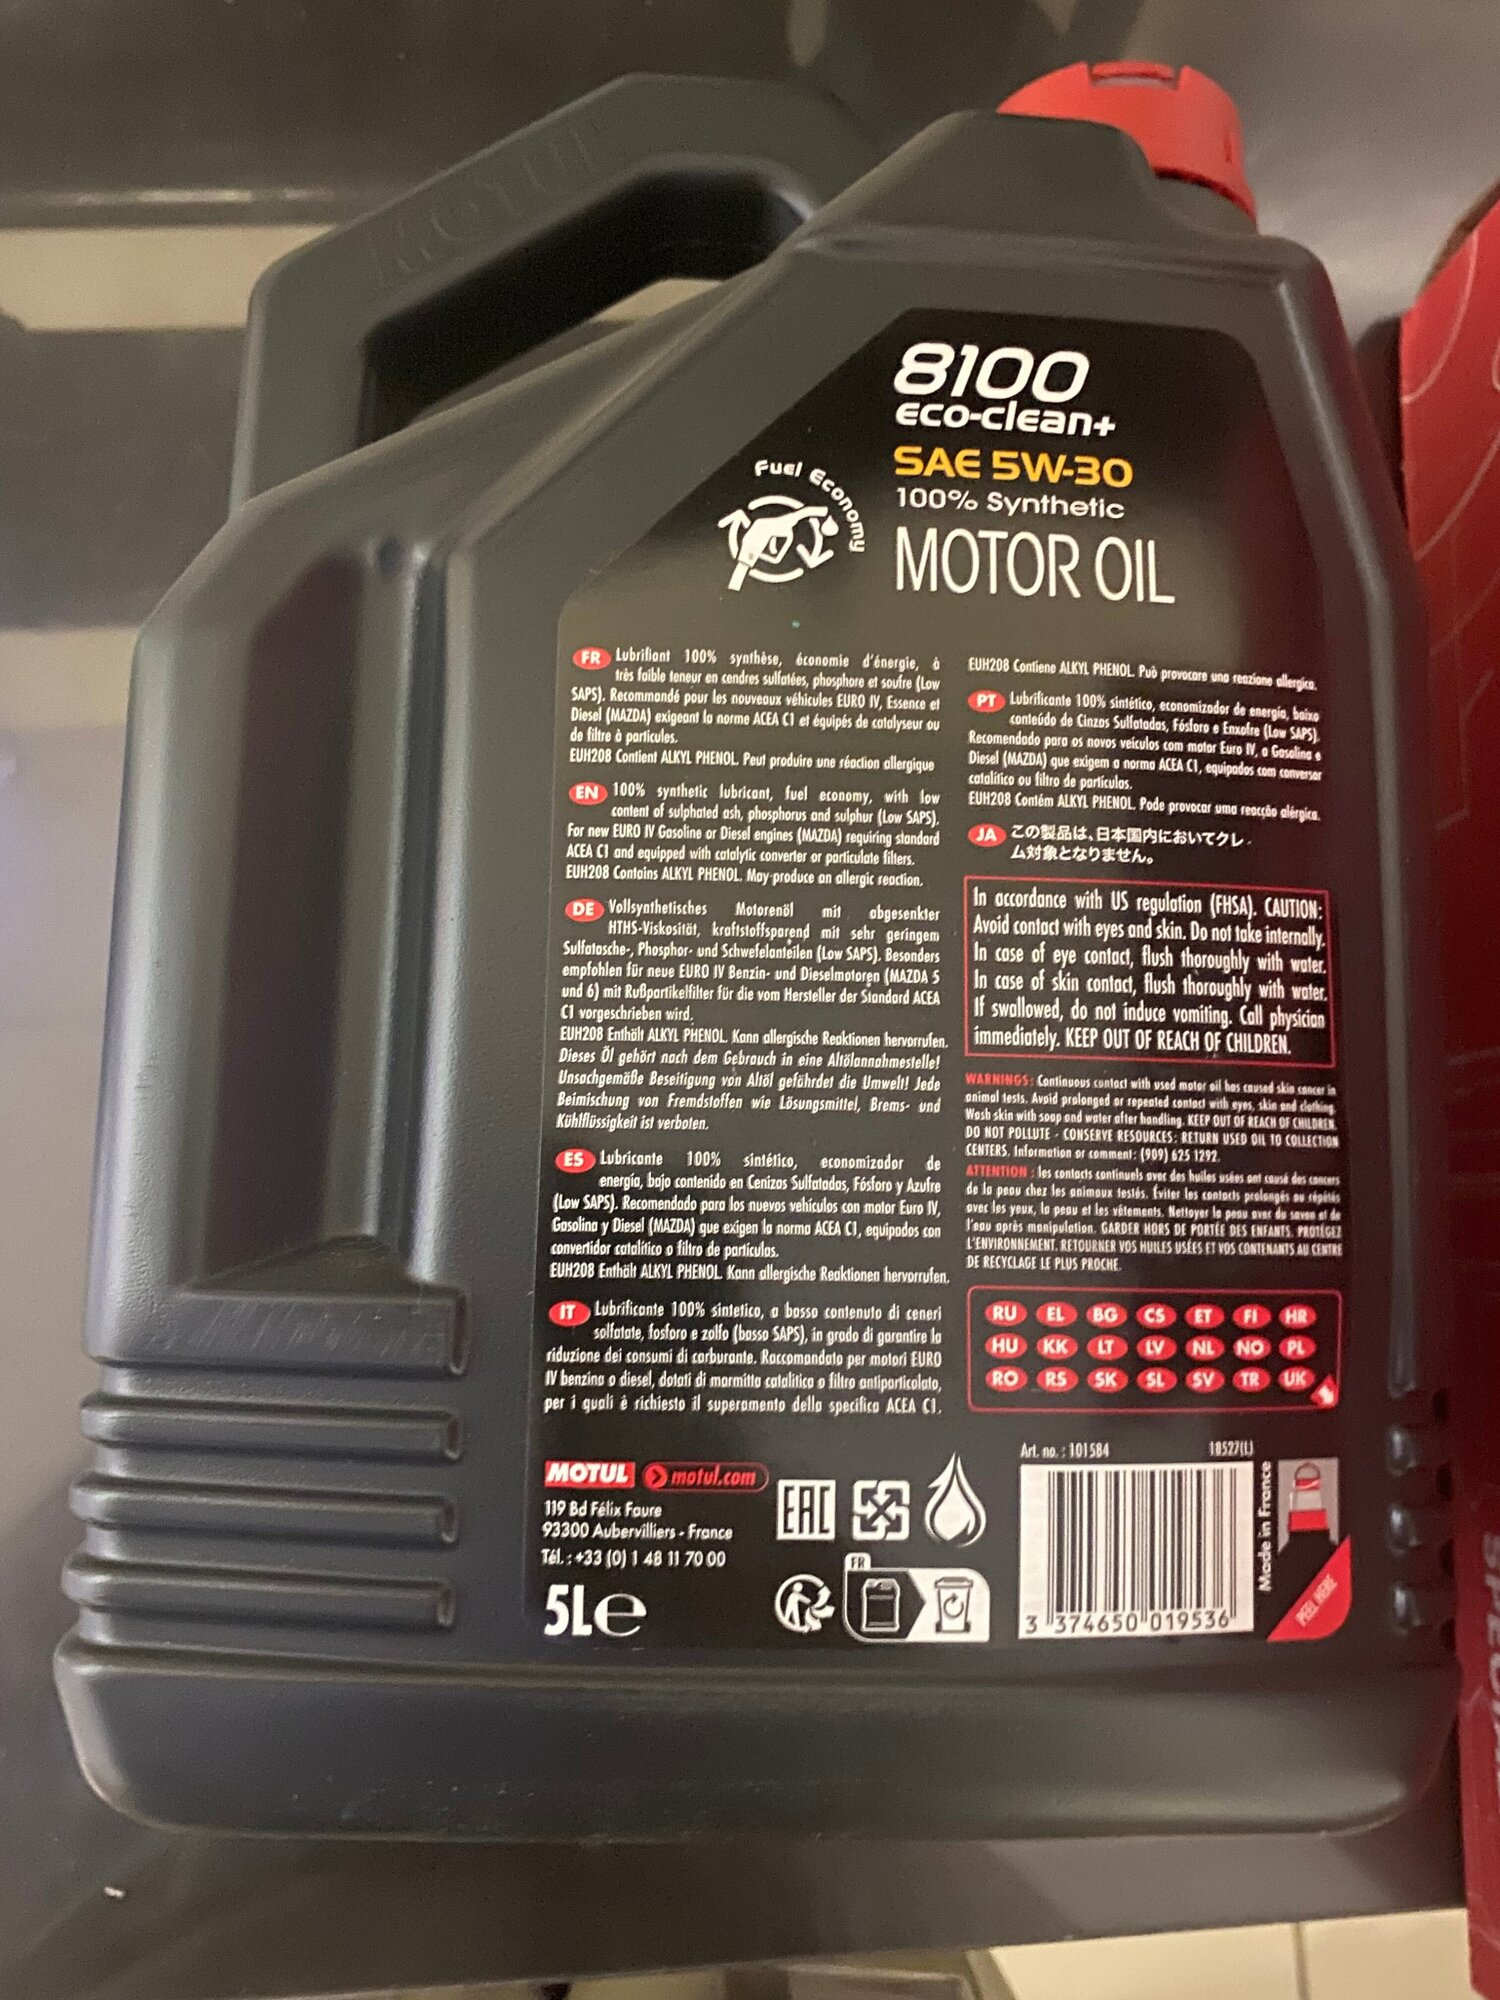 MOTUL
8100
eco-clean+
SAE 5W-30
100% Synthetic
MOTOR OIL
Fuel Economy
FR Lubrifiant 100% synthèse, économie d'énergie, à
très faible teneur en cendres sulfatées, phosphore et soufre (Low
SAPS). Recommandé pour les nouveaux véhicules EURO IV, Essence et
Diesel (MAZDA) exigeant la norme ACEA C1 et équipés de catalyseur ou
de filtre à particules.
EUH208 Contient ALKYL PHENOL. Peut produire une réaction allergique
EN 100% synthetic lubricant, fuel economy, with low
content of sulphated ash, phosphorus and sulphur (Low SAPS).
For new EURO IV Gasoline or Diesel engines (MAZDA) requiring standard
ACEA C1 and equipped with catalytic converter or particulate filters.
EUH208 Contains ALKYL PHENOL. May produce an allergic reaction.
DE Vollsynthetisches Motorenöl mit abgesenkter
HTHS-Viskosität, kraftstoffsparend mit sehr geringem
Sulfatasche-, Phosphor- und Schwefelanteilen (Low SAPS). Besonders
empfohlen für neue EURO IV Benzin- und Dieselmotoren (MAZDA 5
und 6) mit Rußpartikelfilter für die vom Hersteller der Standard ACEA
C1 vorgeschrieben wird.
EUH208 Enthält ALKYL PHENOL. Kann allergische Reaktionen hervorrufen.
Dieses Öl gehört nach dem Gebrauch in eine Altölannahmestelle!
Unsachgemäße Beseitigung von Altöl gefährdet die Umwelt! Jede
Beimischung von Fremdstoffen wie Lösungsmittel, Brems- und
Kühlflüssigkeit ist verboten.
ES Lubricante 100% sintético, economizador de
energía, bajo contenido en Cenizas Sulfatadas, Fósforo y Azufre
(Low SAPS). Recomendado para los nuevos vehículos con motor Euro IV,
Gasolina y Diesel (MAZDA) que exigen la norma ACEA C1, equipados con
convertidor catalítico o filtro de partículas.
EUH208 Enthält ALKYL PHENOL. Kann allergische Reaktionen hervorrufen.
IT Lubrificante 100% sintetico, a basso contenuto di ceneri
solfatate, fosforo e zolfo (basso SAPS), in grado di garantire la
riduzione dei consumi di carburante. Raccomandato per motori EURO
IV benzina o diesel, dotati di marmitta catalitica o filtro antiparticolato,
per i quali è richiesto il superamento della specifica ACEA C1.
EUH208 Contiene ALKYL PHENOL. Può provocare una reazione allergica.
PT Lubrificante 100% sintético, economizador de energia, baixo
conteúdo de Cinzas Sulfatadas, Fósforo e Enxofre (Low SAPS).
Recomendado para os novos veículos com motor Euro IV, a Gasolina e
Diesel (MAZDA) que exigem a norma ACEA C1, equipados com conversor
catalítico ou filtro de partículas.
EUH208 Contém ALKYL PHENOL. Pode provocar uma reacção alérgica.
JA この製品は、日本国内においてクレー
ム対象となりません。
In accordance with US regulation (FHSA). CAUTION:
Avoid contact with eyes and skin. Do not take internally.
In case of eye contact, flush thoroughly with water.
In case of skin contact, flush thoroughly with water.
If swallowed, do not induce vomiting. Call physician
immediately. KEEP OUT OF REACH OF CHILDREN.
WARNINGS: Continuous contact with used motor oil has caused skin cancer in
animal tests. Avoid prolonged or repeated contact with eyes, skin and clothing.
Wash skin with soap and water after handling. KEEP OUT OF REACH OF CHILDREN.
DO NOT POLLUTE - CONSERVE RESOURCES: RETURN USED OIL TO COLLECTION
CENTERS. Information or comment: (909) 625 1292.
ATTENTION : les contacts continuels avec des huiles usées ont causé des cancers
de la peau chez les animaux testés. Éviter les contacts prolongés ou répétés
avec les yeux, la peau et les vêtements. Nettoyer la peau avec du savon et de
l'eau après manipulation. GARDER HORS DE PORTÉE DES ENFANTS. PROTÉGEZ
L'ENVIRONNEMENT. RETOURNER VOS HUILES USÉES ET VOS CONTENANTS AU CENTRE
DE RECYCLAGE LE PLUS PROCHE.
RU EL BG CS ET FI HR
HU KK LT LV NL NO PL
RO RS SK SL SV TR UK
MOTUL motul.com
119 Bd Félix Faure
93300 Aubervilliers - France
Tél. : +33 (0) 1 48 11 70 00
5L e
EAC
FR
Art. no. : 101584 18527(L)
3 374650 019536
Made in France
PEEL HERE